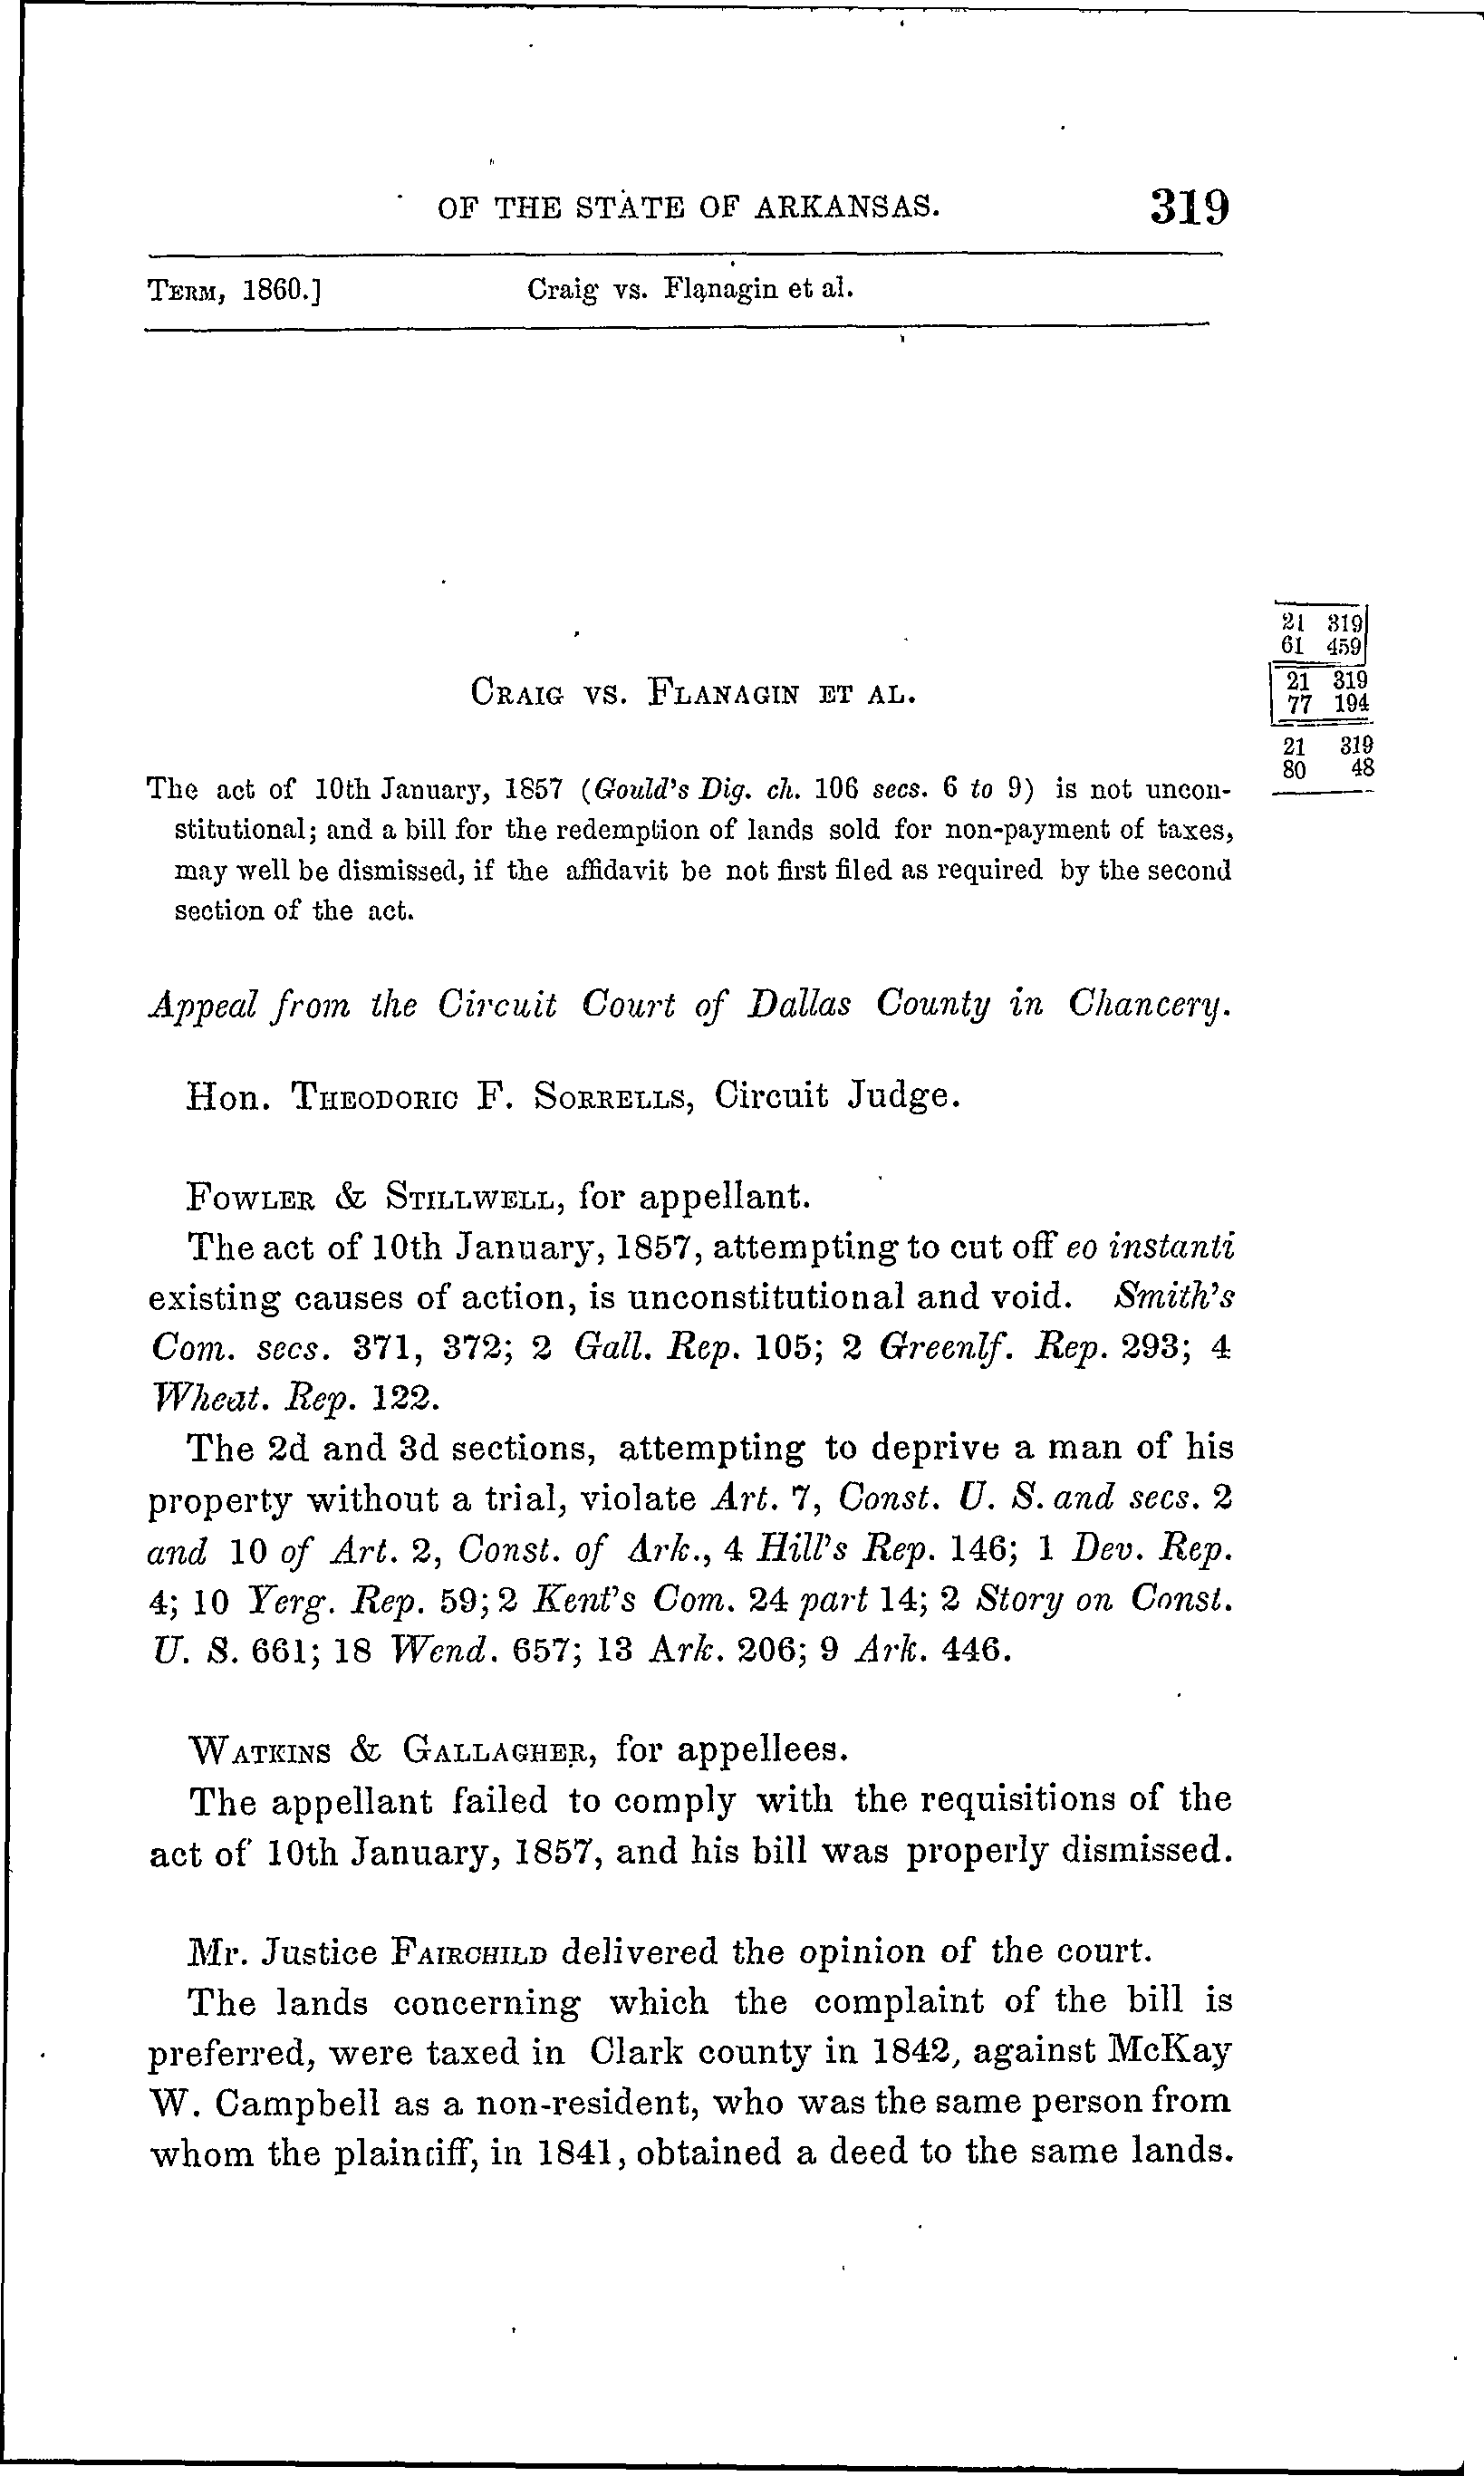 OF THE STATE OF ARKANSAS. 319
TERM, 1860.] Craig vs. Flanagin et al.
21 319
61 459
21 319
77 194
21 319
80 48
CRAIG VS. FLANAGIN ET AL.
The act of 10th January, 1857 (Gould's Dig. ch. 106 secs. 6 to 9) is not uncon-
stitutional; and a bill for the redemption of lands sold for non-payment of taxes,
may well be dismissed, if the affidavit be not first filed as required by the second
section of the act.
Appeal from the Circuit Court of Dallas County in Chancery.
Hon. THEODORIC F. SORRELLS, Circuit Judge.
FOWLER & STILLWELL, for appellant.
The act of 10th January, 1857, attempting to cut off eo instanti
existing causes of action, is unconstitutional and void. Smith's
Com. secs. 371, 372; 2 Gall. Rep. 105; 2 Greenlf. Rep. 293; 4
Wheat. Rep. 122.
The 2d and 3d sections, attempting to deprive a man of his
property without a trial, violate Art. 7, Const. U. S. and secs. 2
and 10 of Art. 2, Const. of Ark., 4 Hill's Rep. 146; 1 Dev. Rep.
4; 10 Yerg. Rep. 59; 2 Kent's Com. 24 part 14; 2 Story on Const.
U. S. 661; 18 Wend. 657; 13 Ark. 206; 9 Ark. 446.
WATKINS & GALLAGHER, for appellees.
The appellant failed to comply with the requisitions of the
act of 10th January, 1857, and his bill was properly dismissed.
Mr. Justice FAIRCHILD delivered the opinion of the court.
The lands concerning which the complaint of the bill is
preferred, were taxed in Clark county in 1842, against McKay
W. Campbell as a non-resident, who was the same person from
whom the plaintiff, in 1841, obtained a deed to the same lands.